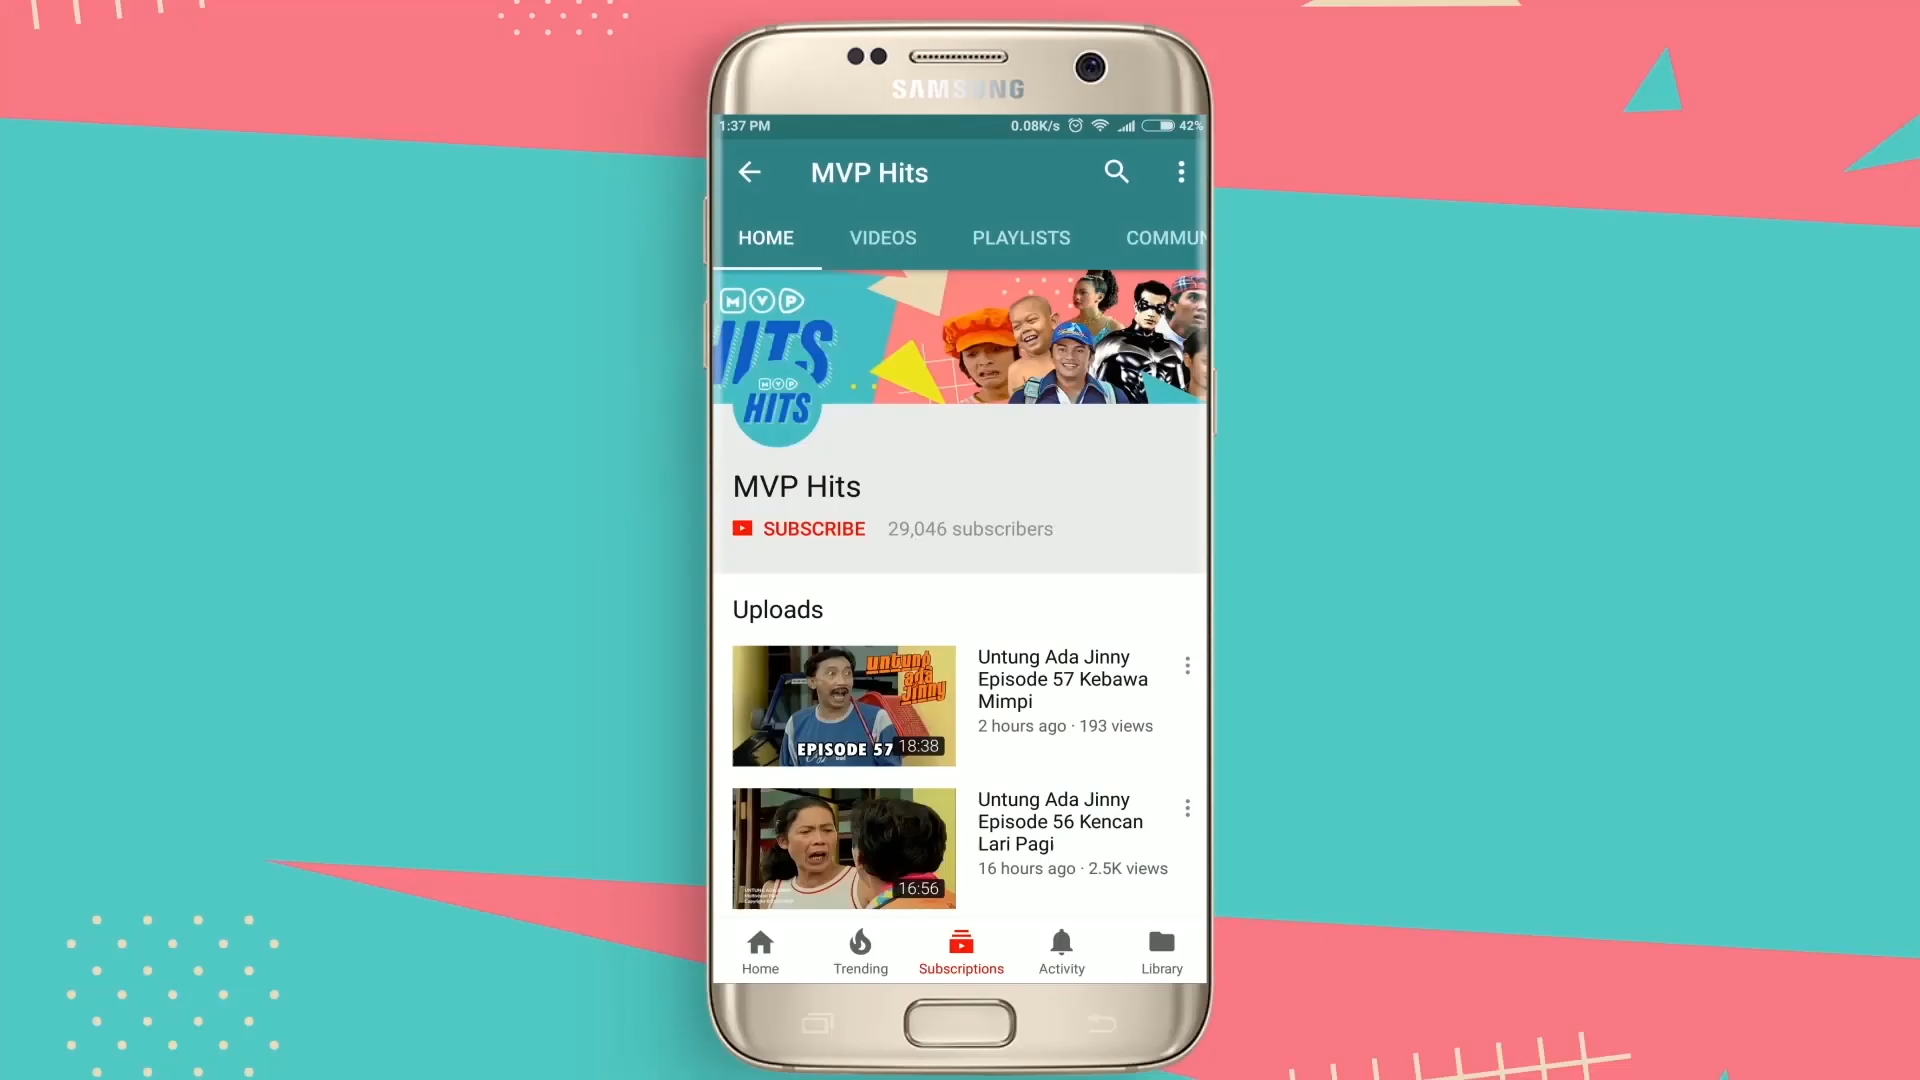 SAMSUNG
1:37 PM
0.08K/s
42%
MVP Hits
HOME
VIDEOS
PLAYLISTS
COMMUN
MVP
HITS
MVP
HITS
MVP Hits
SUBSCRIBE
29,046 subscribers
Uploads
untung
ada
jinny
EPISODE 57
18:38
Untung Ada Jinny
Episode 57 Kebawa
Mimpi
2 hours ago · 193 views
16:56
Untung Ada Jinny
Episode 56 Kencan
Lari Pagi
16 hours ago · 2.5K views
Home
Trending
Subscriptions
Activity
Library